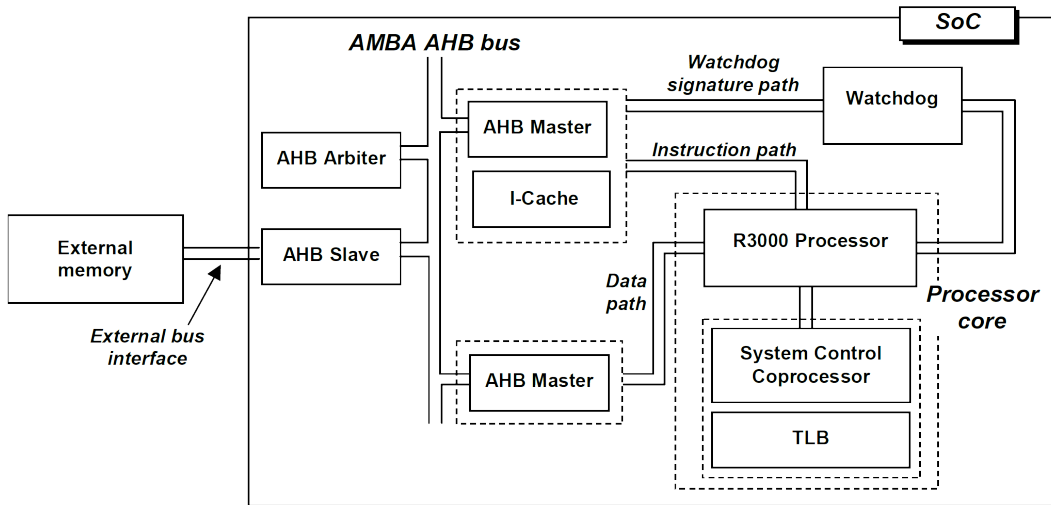 SoC
AMBA AHB bus
Watchdog
signature path
Watchdog
AHB Master
AHB Arbiter
Instruction path
I-Cache
External
memory
AHB Slave
R3000 Processor
Data
path
Processor
core
External bus
interface
System Control
Coprocessor
AHB Master
TLB